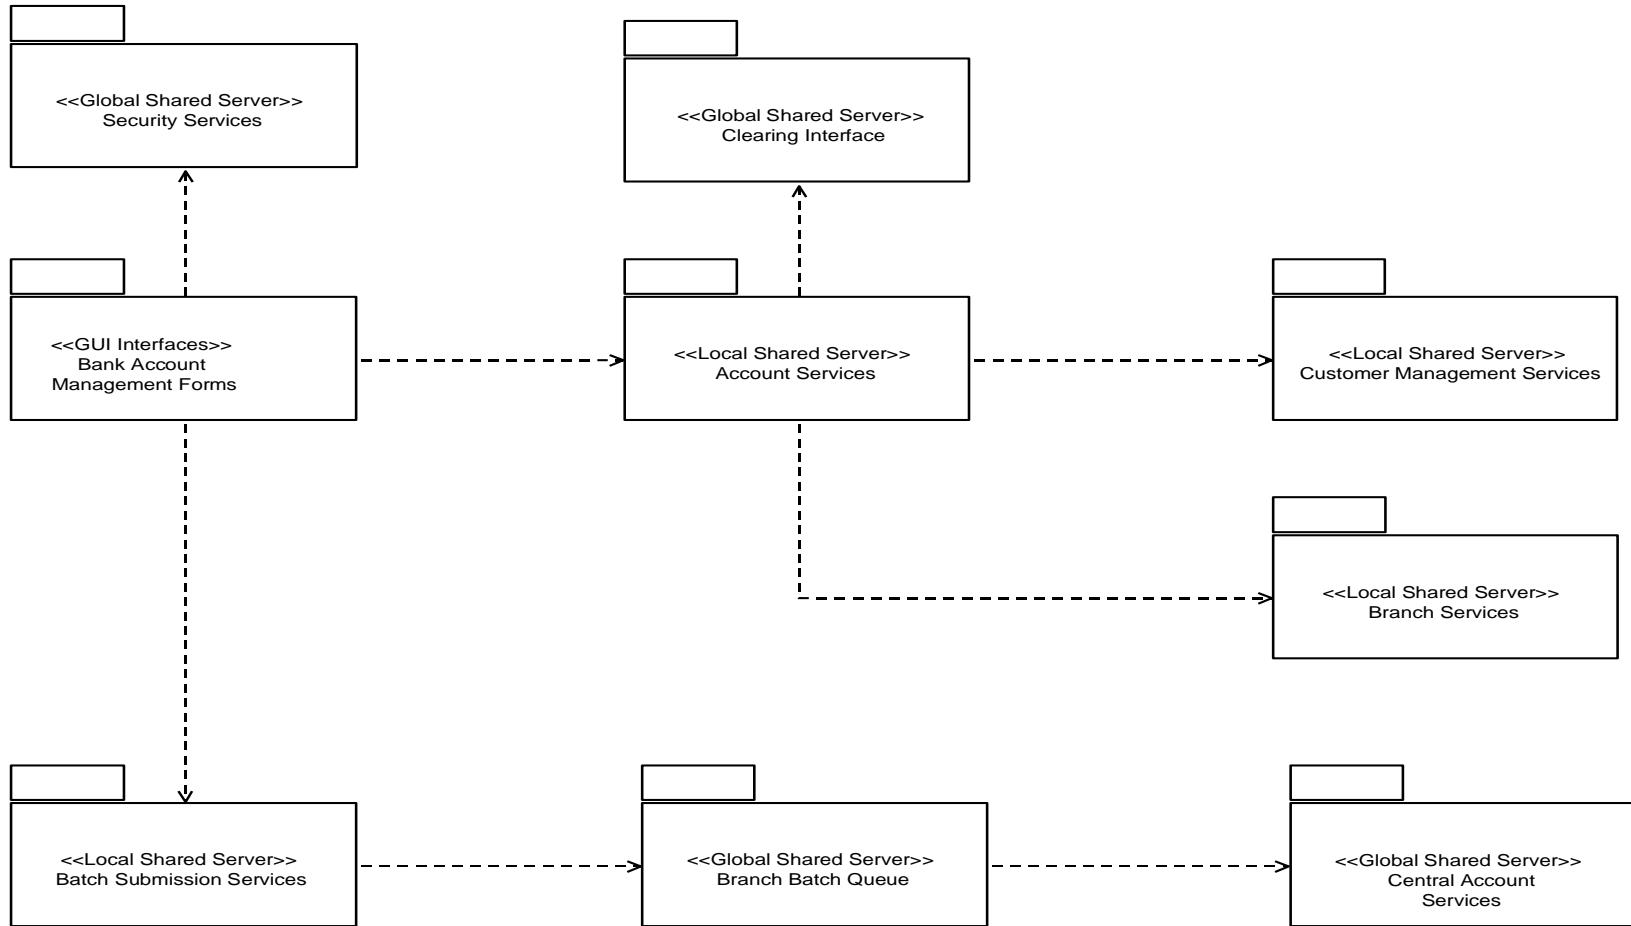 <<Global Shared Server>>
Security Services
<<Global Shared Server>>
Clearing Interface
<<GUI Interfaces>>
Bank Account
Management Forms
<<Local Shared Server>>
Account Services
<<Local Shared Server>>
Customer Management Services
<<Local Shared Server>>
Branch Services
<<Local Shared Server>>
Batch Submission Services
<<Global Shared Server>>
Branch Batch Queue
<<Global Shared Server>>
Central Account
Services